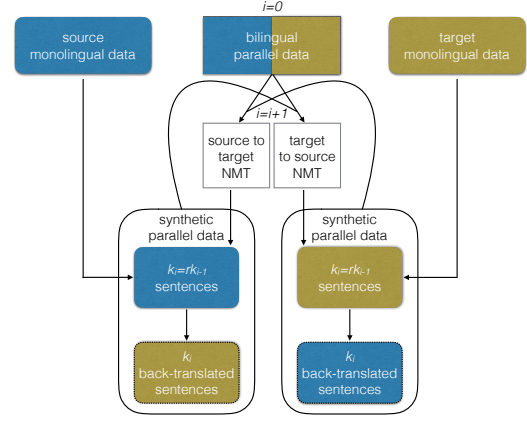 i=0
source
monolingual data
bilingual
parallel data
target
monolingual data
i=i+1
source to
target
NMT
target
to source
NMT
synthetic
parallel data
synthetic
parallel data
kᵢ=rkᵢ₋₁
sentences
kᵢ=rkᵢ₋₁
sentences
kᵢ
back-translated
sentences
kᵢ
back-translated
sentences